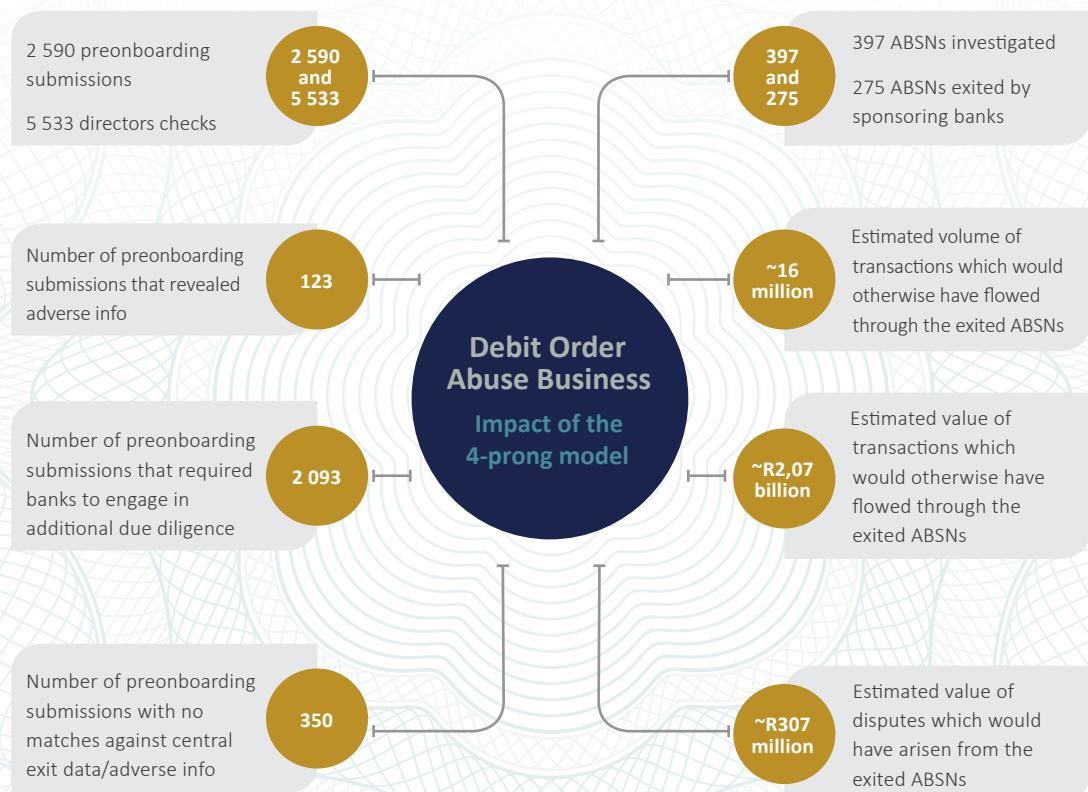 2 590 preonboarding
submissions
5 533 directors checks
2 590
and
5 533
397
and
275
397 ABSNs investigated
275 ABSNs exited by
sponsoring banks
Number of preonboarding
submissions that revealed
adverse info
123
~16
million
Estimated volume of
transactions which would
otherwise have flowed
through the exited ABSNs
Debit Order
Abuse Business
Impact of the
4-prong model
Number of preonboarding
submissions that required
banks to engage in
additional due diligence
2 093
~R2,07
billion
Estimated value of
transactions which
would otherwise have
flowed through the
exited ABSNs
Number of preonboarding
submissions with no
matches against central
exit data/adverse info
350
~R307
million
Estimated value of
disputes which would
have arisen from the
exited ABSNs